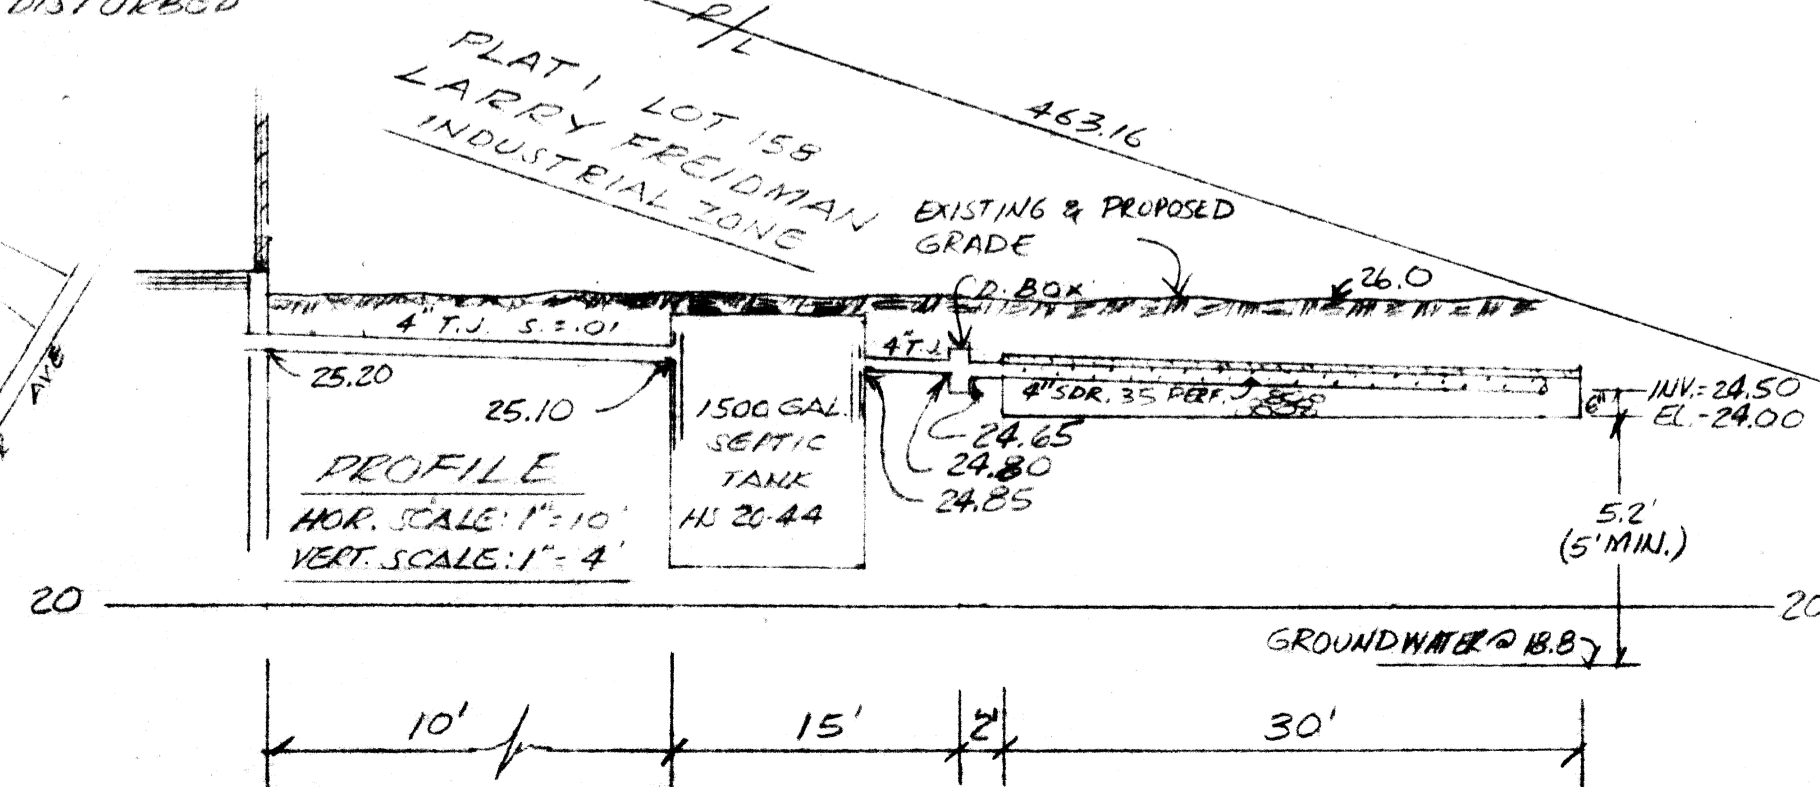 DISTURBED
P/L
463.16
PLAT 1 LOT 158
LARRY FREIDMAN
INDUSTRIAL ZONE
EXISTING & PROPOSED
GRADE
D. BOX
26.0
4" T.J. S.=.01
4" T.J.
AVE
25.20
25.10
1500 GAL.
SEPTIC
TANK
HS 20-44
4" SDR. 35 PERF.
6"
INV.=24.50
EL.-24.00
24.65
24.80
24.85
PROFILE
HOR. SCALE: 1"=10'
VERT. SCALE: 1"=4'
5.2'
(5' MIN.)
20
20
GROUNDWATER @ 18.8
10'
15'
2'
30'